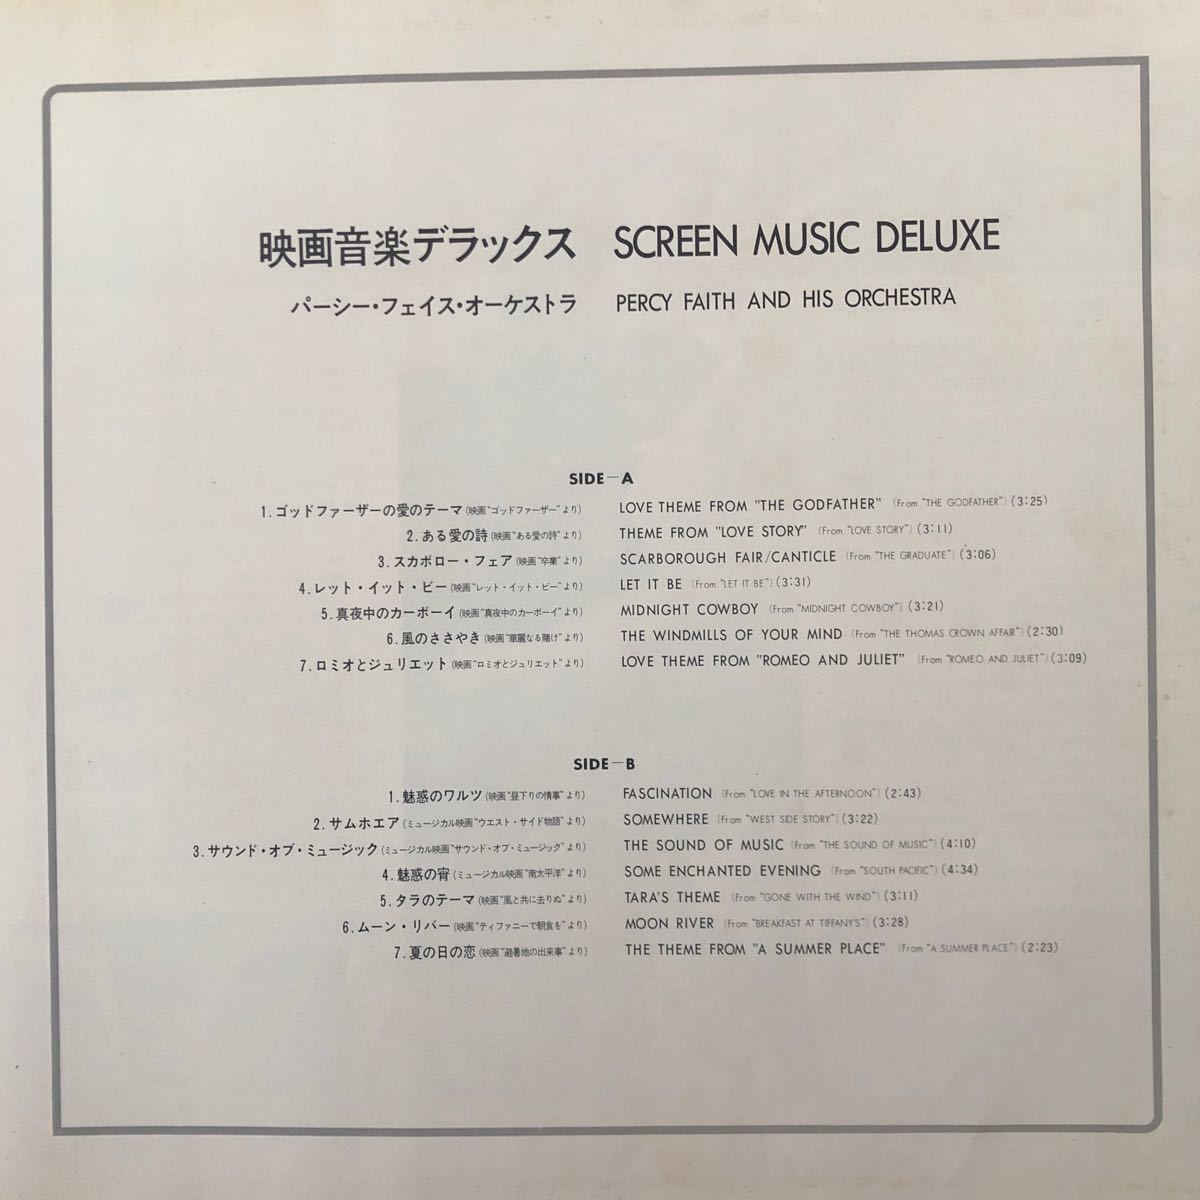 映画音楽デラックス SCREEN MUSIC DELUXE
パーシー・フェイス・オーケストラ PERCY FAITH AND HIS ORCHESTRA
SIDE—A
1.ゴッドファーザーの愛のテーマ(映画"ゴッドファーザー"より) LOVE THEME FROM "THE GODFATHER" (From "THE GODFATHER") (3:25)
2.ある愛の詩(映画"ある愛の詩"より) THEME FROM "LOVE STORY" (From "LOVE STORY") (3:11)
3.スカボロー・フェア(映画"卒業"より) SCARBOROUGH FAIR/CANTICLE (From "THE GRADUATE") (3:06)
4.レット・イット・ビー(映画"レット・イット・ビー"より) LET IT BE (From "LET IT BE") (3:31)
5.真夜中のカーボーイ(映画"真夜中のカーボーイ"より) MIDNIGHT COWBOY (From "MIDNIGHT COWBOY") (3:21)
6.風のささやき(映画"華麗なる賭け"より) THE WINDMILLS OF YOUR MIND (From "THE THOMAS CROWN AFFAIR") (2:30)
7.ロミオとジュリエット(映画"ロミオとジュリエット"より) LOVE THEME FROM "ROMEO AND JULIET" (From "ROMEO AND JULIET") (3:09)
SIDE—B
1.魅惑のワルツ(映画"昼下りの情事"より) FASCINATION (From "LOVE IN THE AFTERNOON") (2:43)
2.サムホエア(ミュージカル映画"ウエスト・サイド物語"より) SOMEWHERE (From "WEST SIDE STORY") (3:22)
3.サウンド・オブ・ミュージック(ミュージカル映画"サウンド・オブ・ミュージック"より) THE SOUND OF MUSIC (From "THE SOUND OF MUSIC") (4:10)
4.魅惑の宵(ミュージカル映画"南太平洋"より) SOME ENCHANTED EVENING (From "SOUTH PACIFIC") (4:34)
5.タラのテーマ(映画"風と共に去りぬ"より) TARA'S THEME (From "GONE WITH THE WIND") (3:11)
6.ムーン・リバー(映画"ティファニーで朝食を"より) MOON RIVER (From "BREAKFAST AT TIFFANY'S") (3:28)
7.夏の日の恋(映画"避暑地の出来事"より) THE THEME FROM "A SUMMER PLACE" (From "A SUMMER PLACE") (2:23)